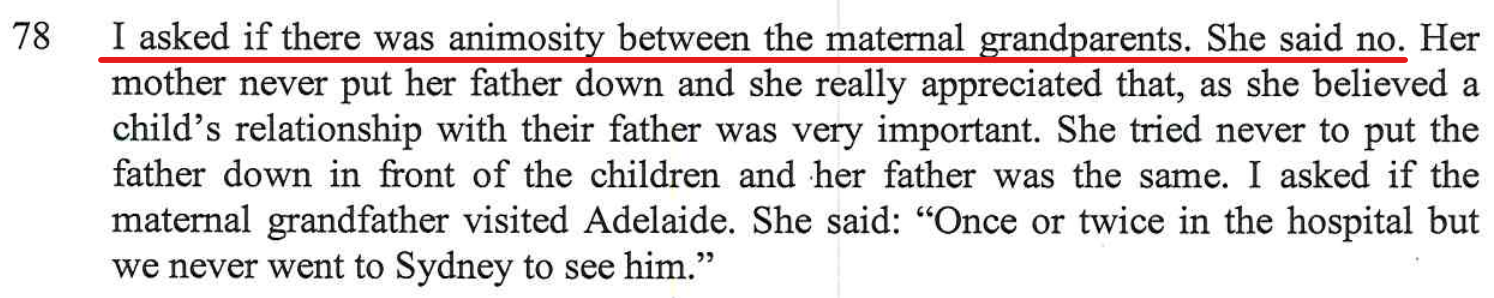 78 I asked if there was animosity between the maternal grandparents. She said no. Her
mother never put her father down and she really appreciated that, as she believed a
child’s relationship with their father was very important. She tried never to put the
father down in front of the children and her father was the same. I asked if the
maternal grandfather visited Adelaide. She said: “Once or twice in the hospital but
we never went to Sydney to see him.”